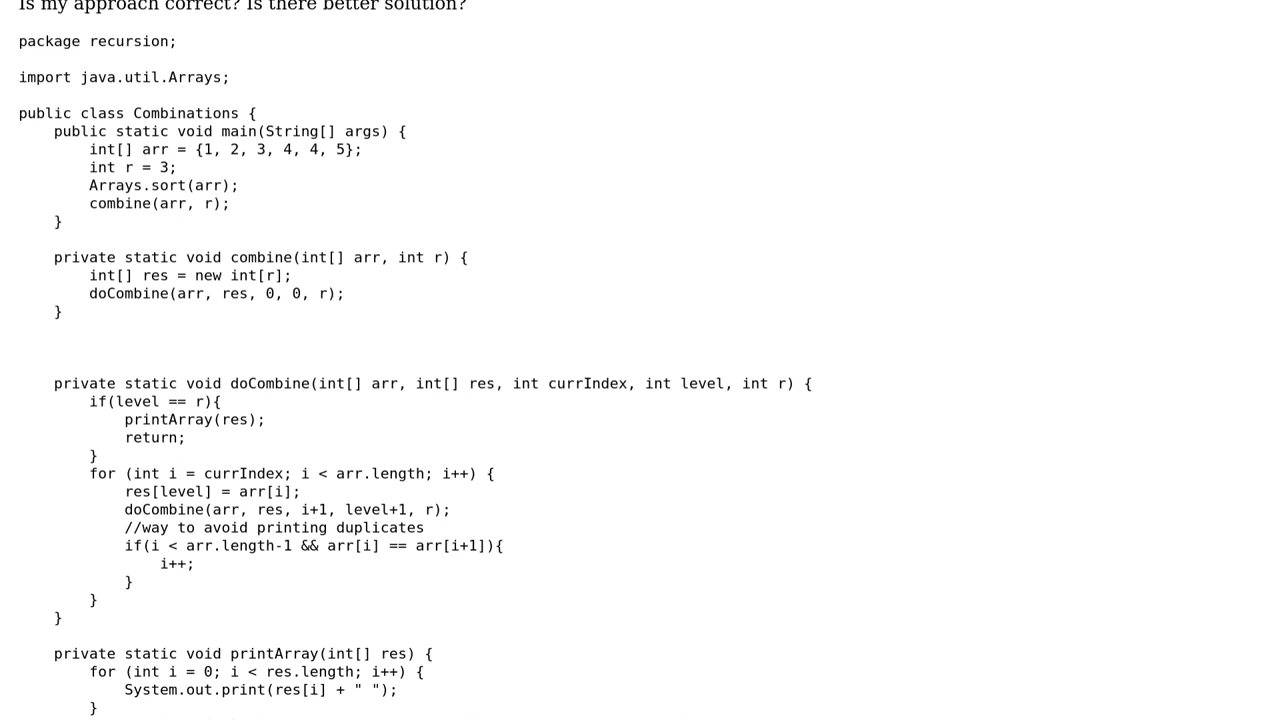 Is my approach correct? Is there better solution?
package recursion;
import java.util.Arrays;
public class Combinations {
    public static void main(String[] args) {
        int[] arr = {1, 2, 3, 4, 4, 5};
        int r = 3;
        Arrays.sort(arr);
        combine(arr, r);
    }
    private static void combine(int[] arr, int r) {
        int[] res = new int[r];
        doCombine(arr, res, 0, 0, r);
    }
    private static void doCombine(int[] arr, int[] res, int currIndex, int level, int r) {
        if(level == r){
            printArray(res);
            return;
        }
        for (int i = currIndex; i < arr.length; i++) {
            res[level] = arr[i];
            doCombine(arr, res, i+1, level+1, r);
            //way to avoid printing duplicates
            if(i < arr.length-1 && arr[i] == arr[i+1]){
                i++;
            }
        }
    }
    private static void printArray(int[] res) {
        for (int i = 0; i < res.length; i++) {
            System.out.print(res[i] + " ");
        }